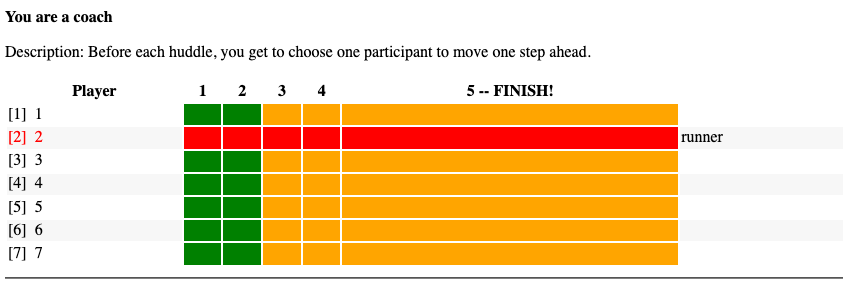 You are a coach
Description: Before each huddle, you get to choose one participant to move one step ahead.
Player 1 2 3 4 5 -- FINISH!
[1] 1
[2] 2 runner
[3] 3
[4] 4
[5] 5
[6] 6
[7] 7